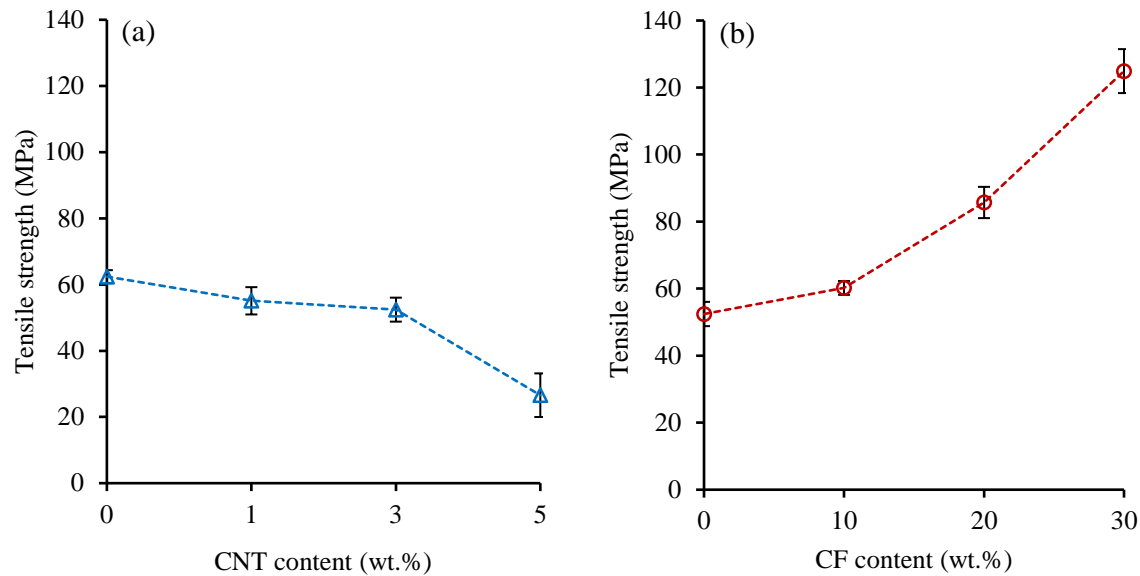 (a)
140
120
100
80
60
40
20
0
Tensile strength (MPa)
0 1 3 5
CNT content (wt.%)
(b)
140
120
100
80
60
40
20
0
Tensile strength (MPa)
0 10 20 30
CF content (wt.%)